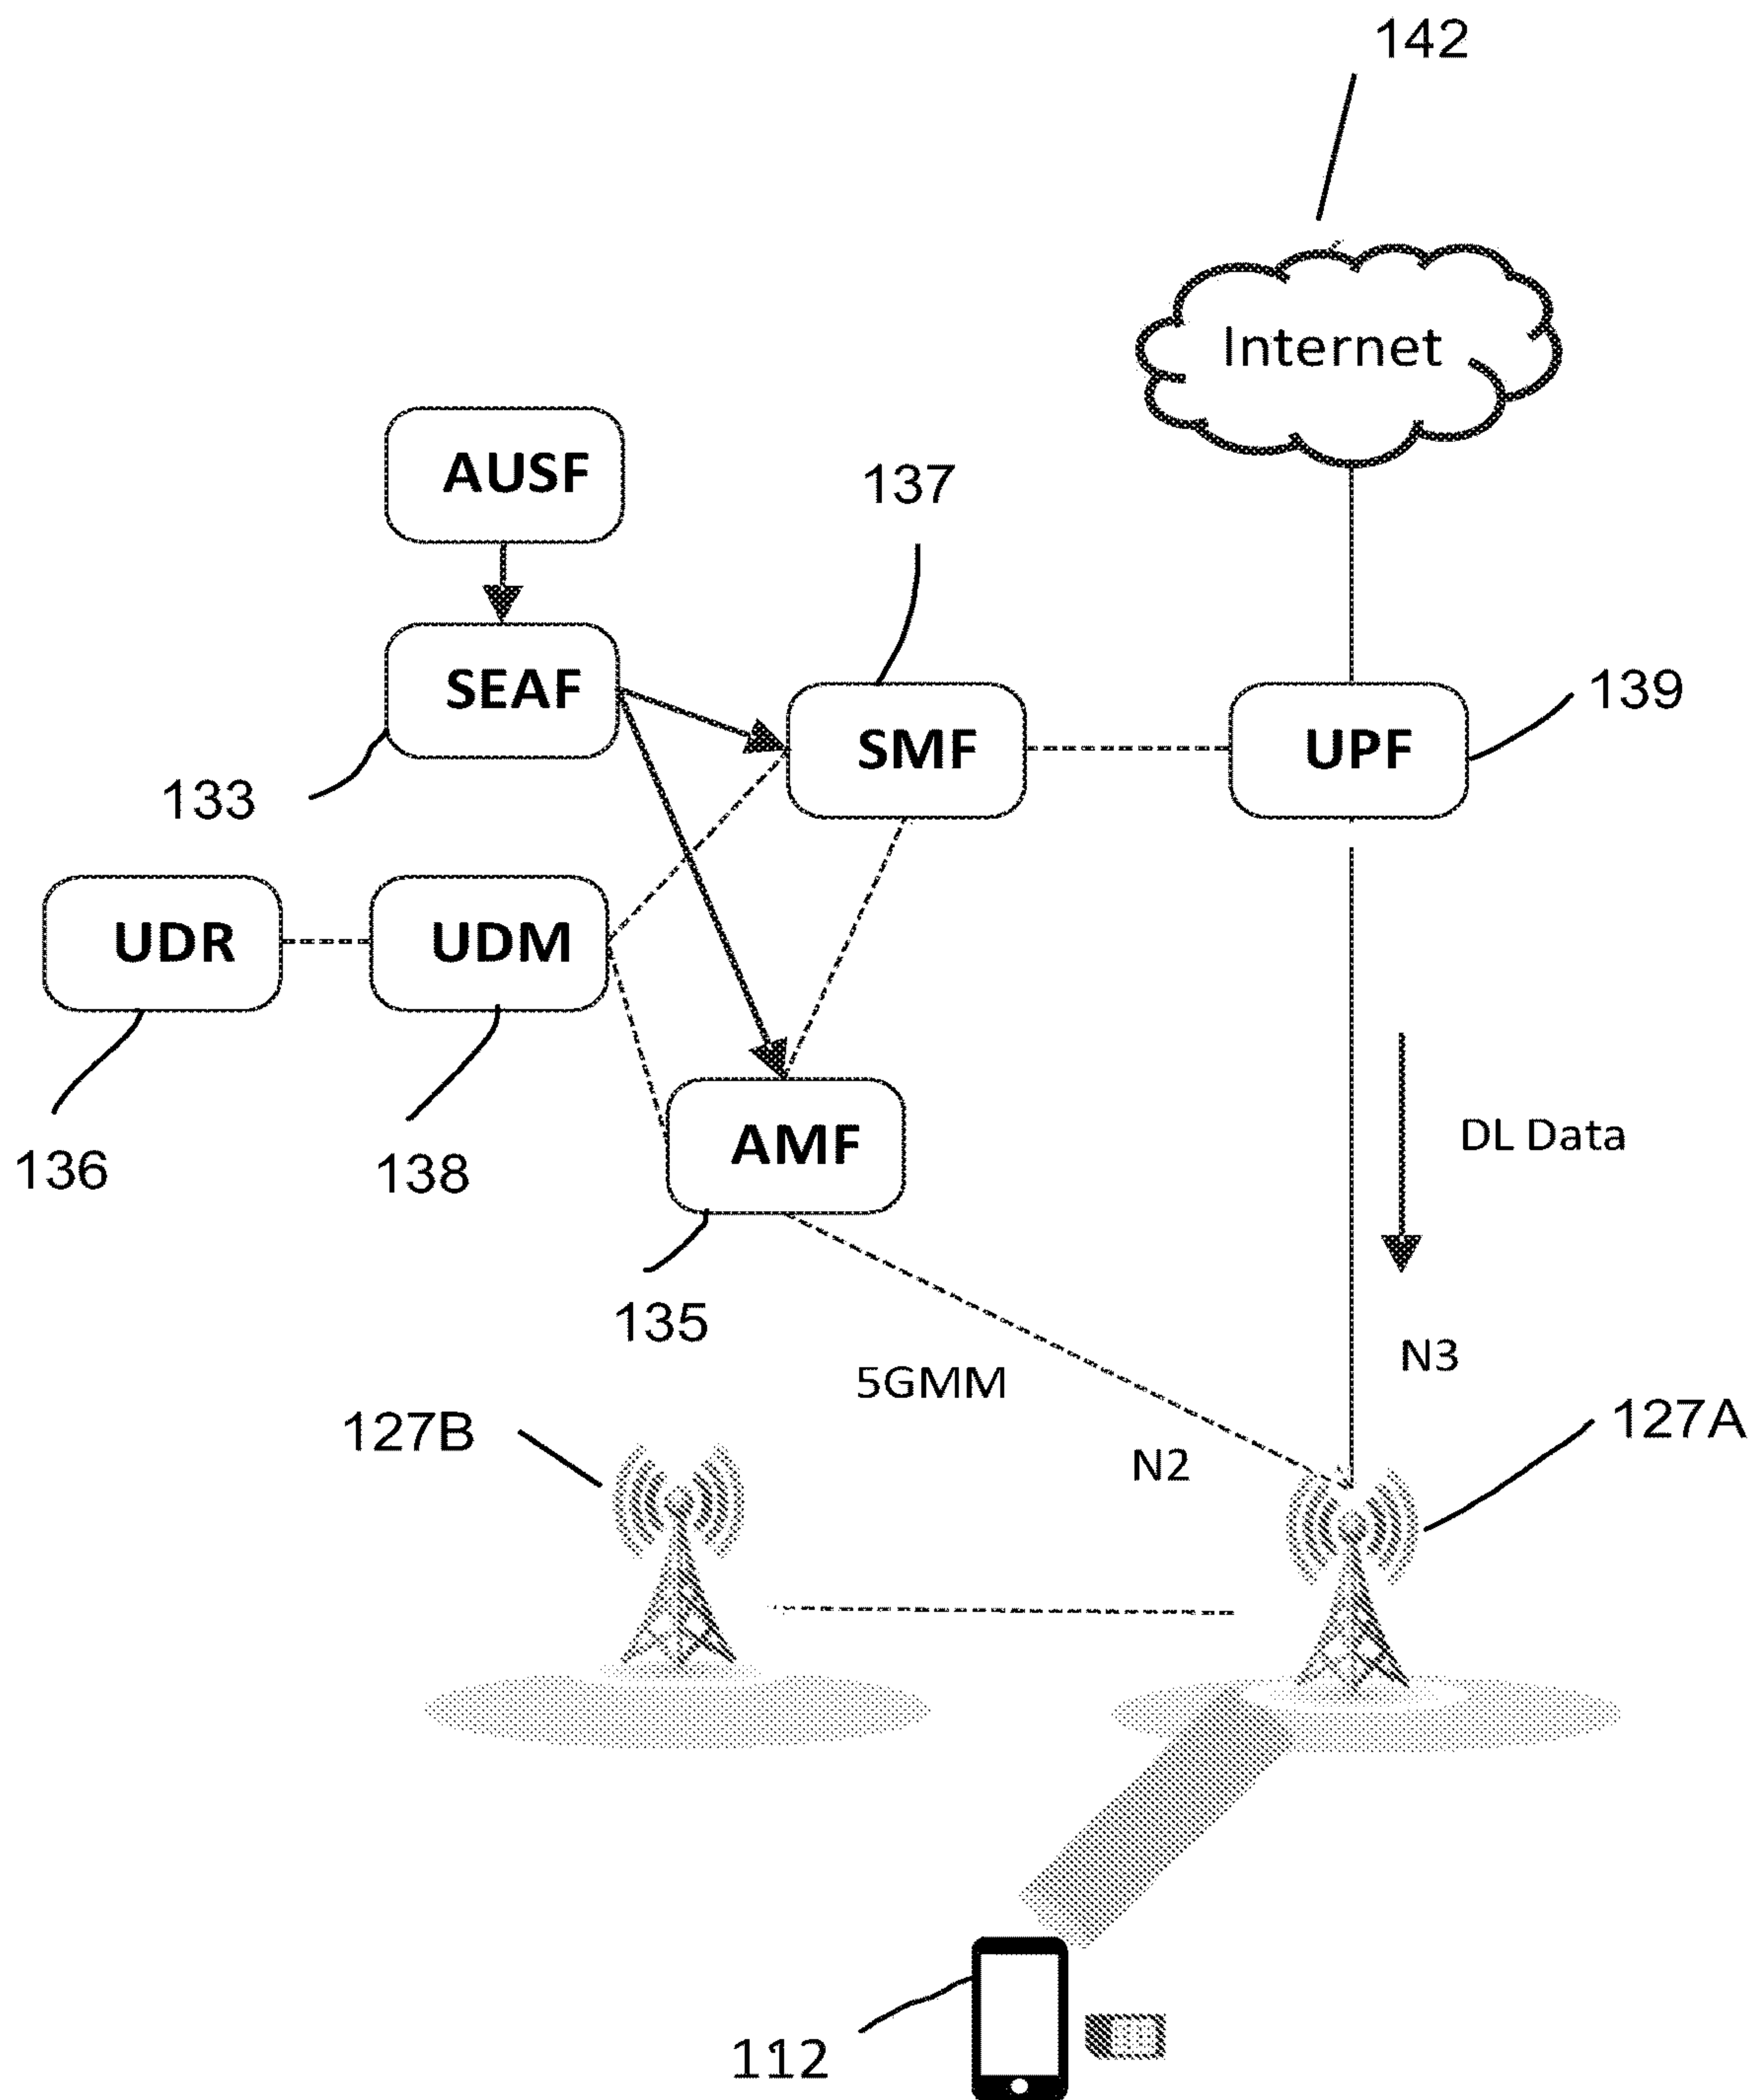 142
Internet
AUSF
137
SEAF
SMF
UPF
139
133
UDR
UDM
136
138
AMF
DL Data
135
5GMM
N3
127B
N2
127A
112